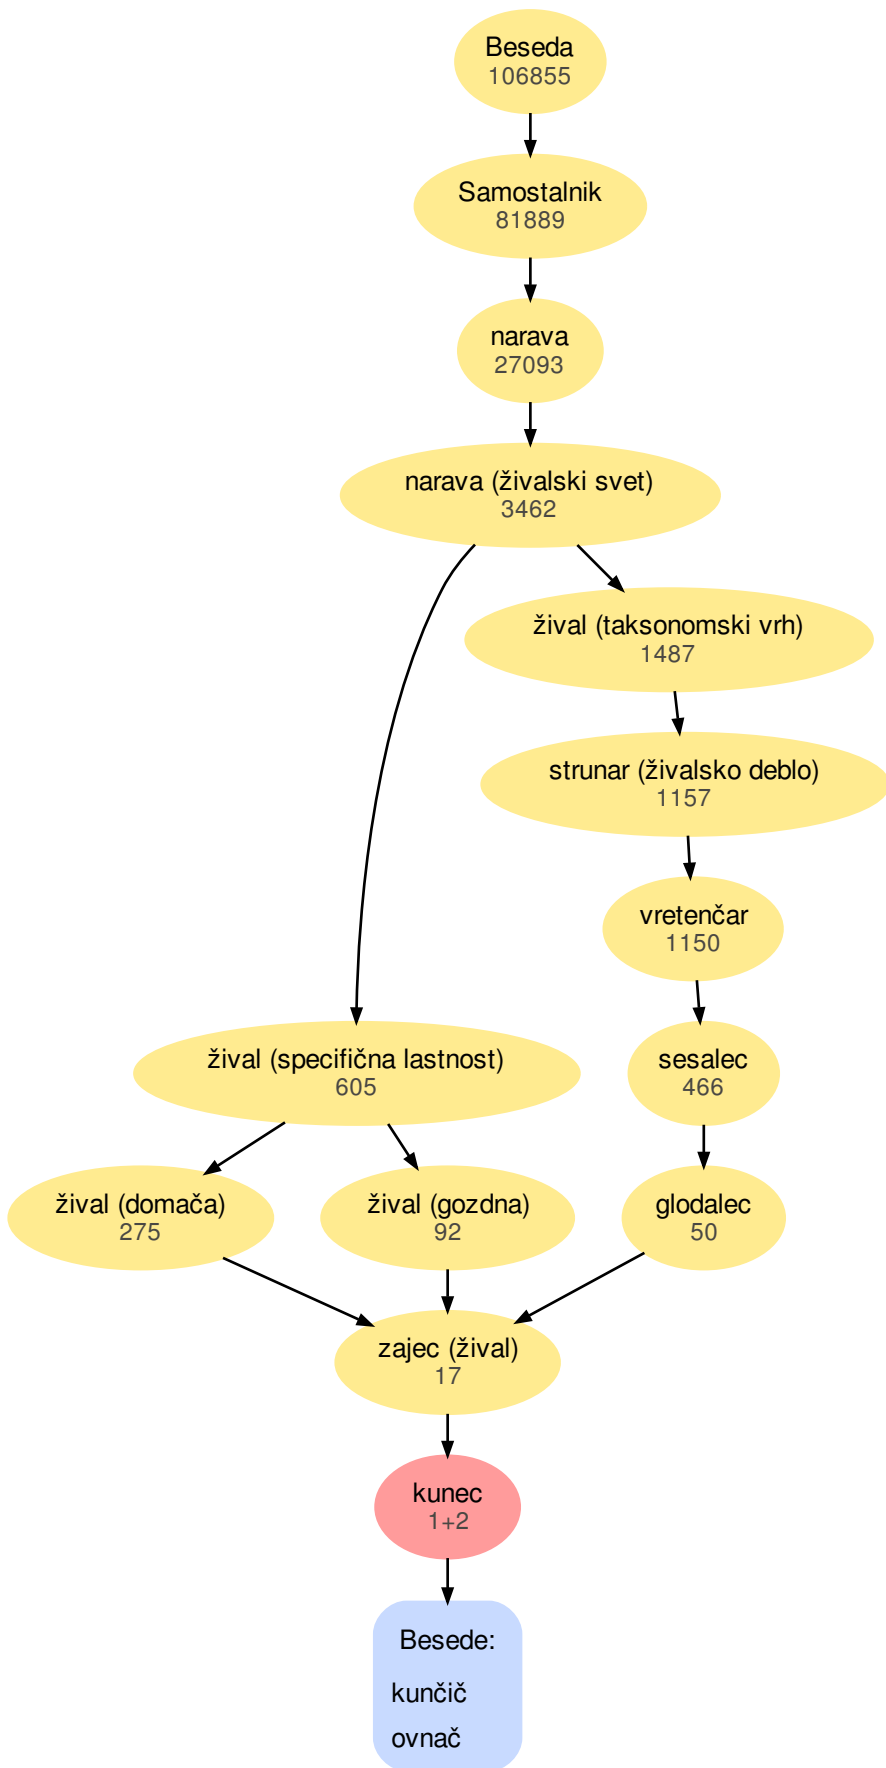 Beseda
106855
Samostalnik
81889
narava
27093
narava (živalski svet)
3462
žival (taksonomski vrh)
1487
strunar (živalsko deblo)
1157
vretenčar
1150
žival (specifična lastnost)
605
sesalec
466
žival (domača)
275
žival (gozdna)
92
glodalec
50
zajec (žival)
17
kunec
1+2
Besede:
kunčič
ovnač